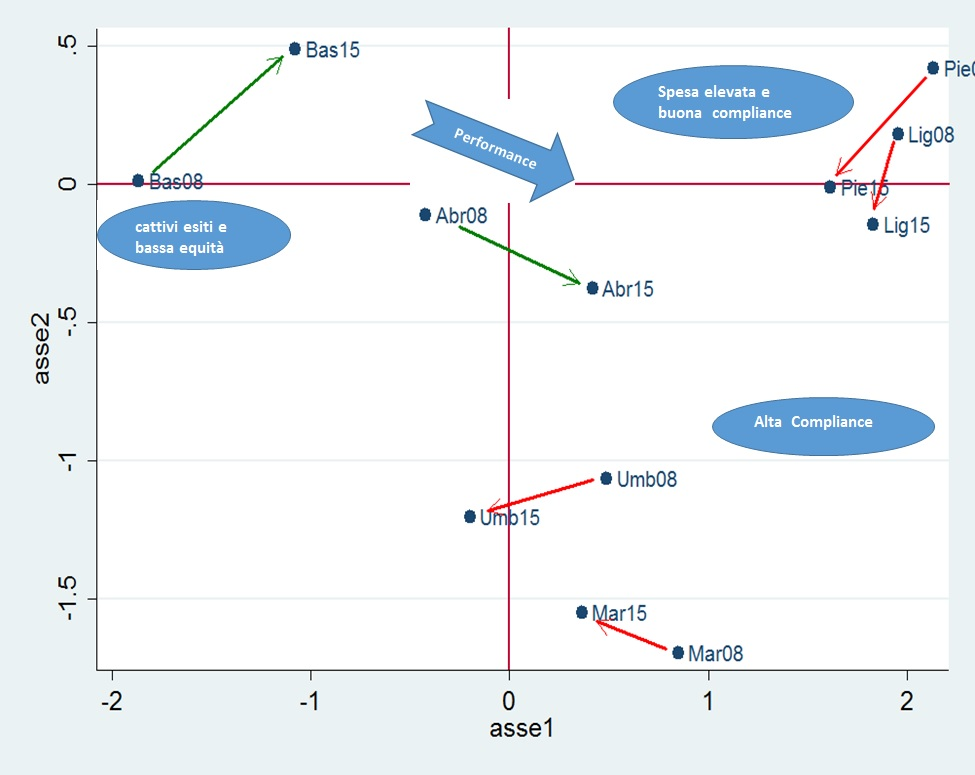 .5
Bas15
Spesa elevata e
buona compliance
Pie0
Lig08
Performance
0
Bas08
Pie15
Abr08
Lig15
cattivi esiti e
bassa equità
Abr15
-.5
asse2
Alta Compliance
-1
Umb08
Umb15
-1.5
Mar15
Mar08
-2
-1
0
1
2
asse1